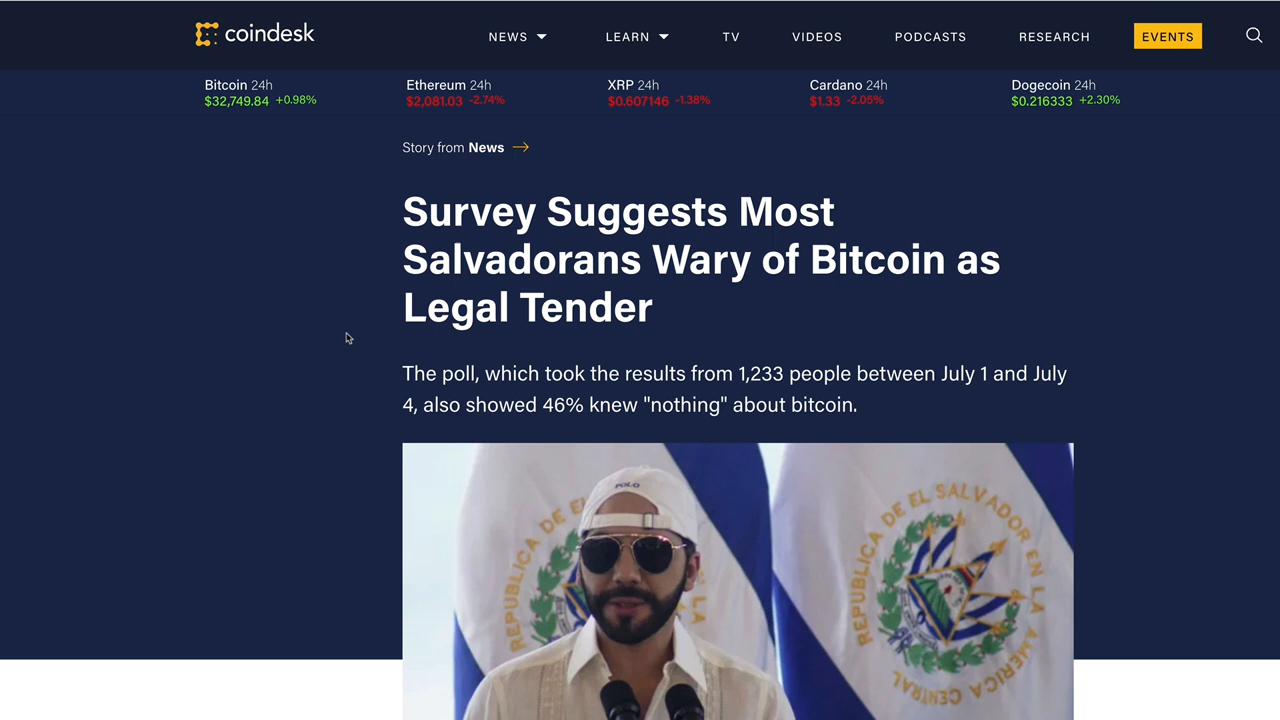 coindesk
NEWS LEARN TV VIDEOS PODCASTS RESEARCH EVENTS
Bitcoin 24h Ethereum 24h XRP 24h Cardano 24h Dogecoin 24h
$32,749.84 +0.98% $2,081.03 -2.74% $0.607146 -1.38% $1.33 -2.05% $0.216333 +2.30%
Story from News
Survey Suggests Most
Salvadorans Wary of Bitcoin as
Legal Tender
The poll, which took the results from 1,233 people between July 1 and July
4, also showed 46% knew "nothing" about bitcoin.
POLO
REPUBLICA DE EL
REPUBLICA DE EL SALVADOR EN LA AMERICA CENTRAL